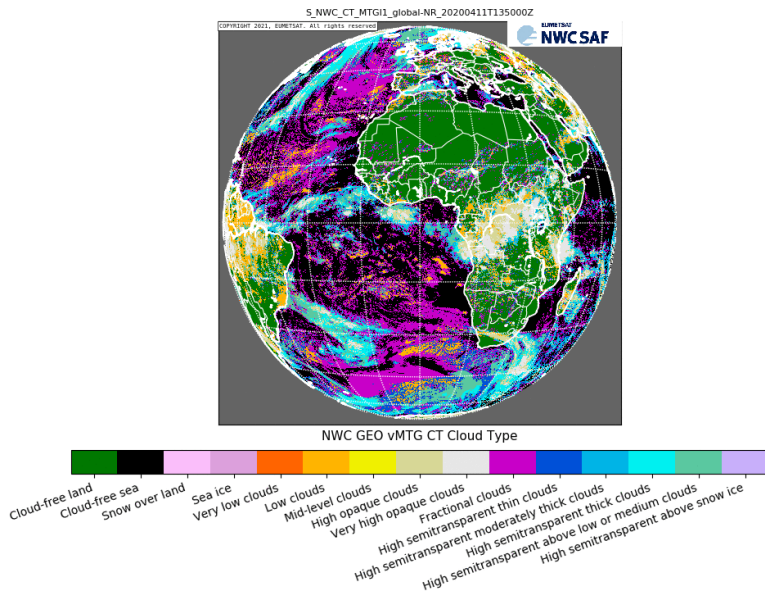 S_NWC_CT_MTGI1_global-NR_20200411T135000Z
COPYRIGHT 2021, EUMETSAT. All rights reserved
EUMETSAT
NWC SAF
NWC GEO vMTG CT Cloud Type
Cloud-free land
Cloud-free sea
Snow over land
Sea ice
Very low clouds
Low clouds
Mid-level clouds
High opaque clouds
Very high opaque clouds
Fractional clouds
High semitransparent thin clouds
High semitransparent moderately thick clouds
High semitransparent thick clouds
High semitransparent above low or medium clouds
High semitransparent above snow ice